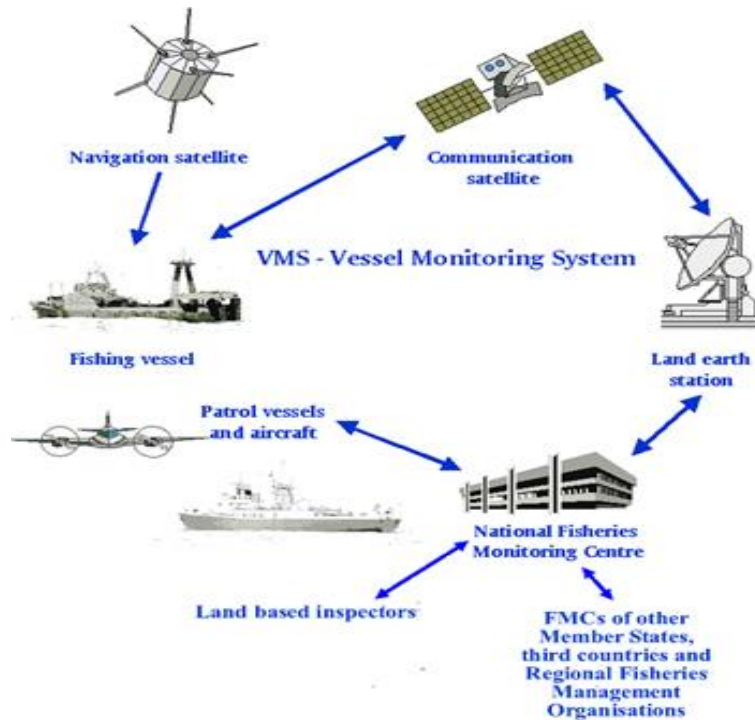 Navigation satellite
Communication
satellite
VMS - Vessel Monitoring System
Fishing vessel
Land earth
station
Patrol vessels
and aircraft
National Fisheries
Monitoring Centre
Land based inspectors
FMCs of other
Member States,
third countries and
Regional Fisheries
Management
Organisations